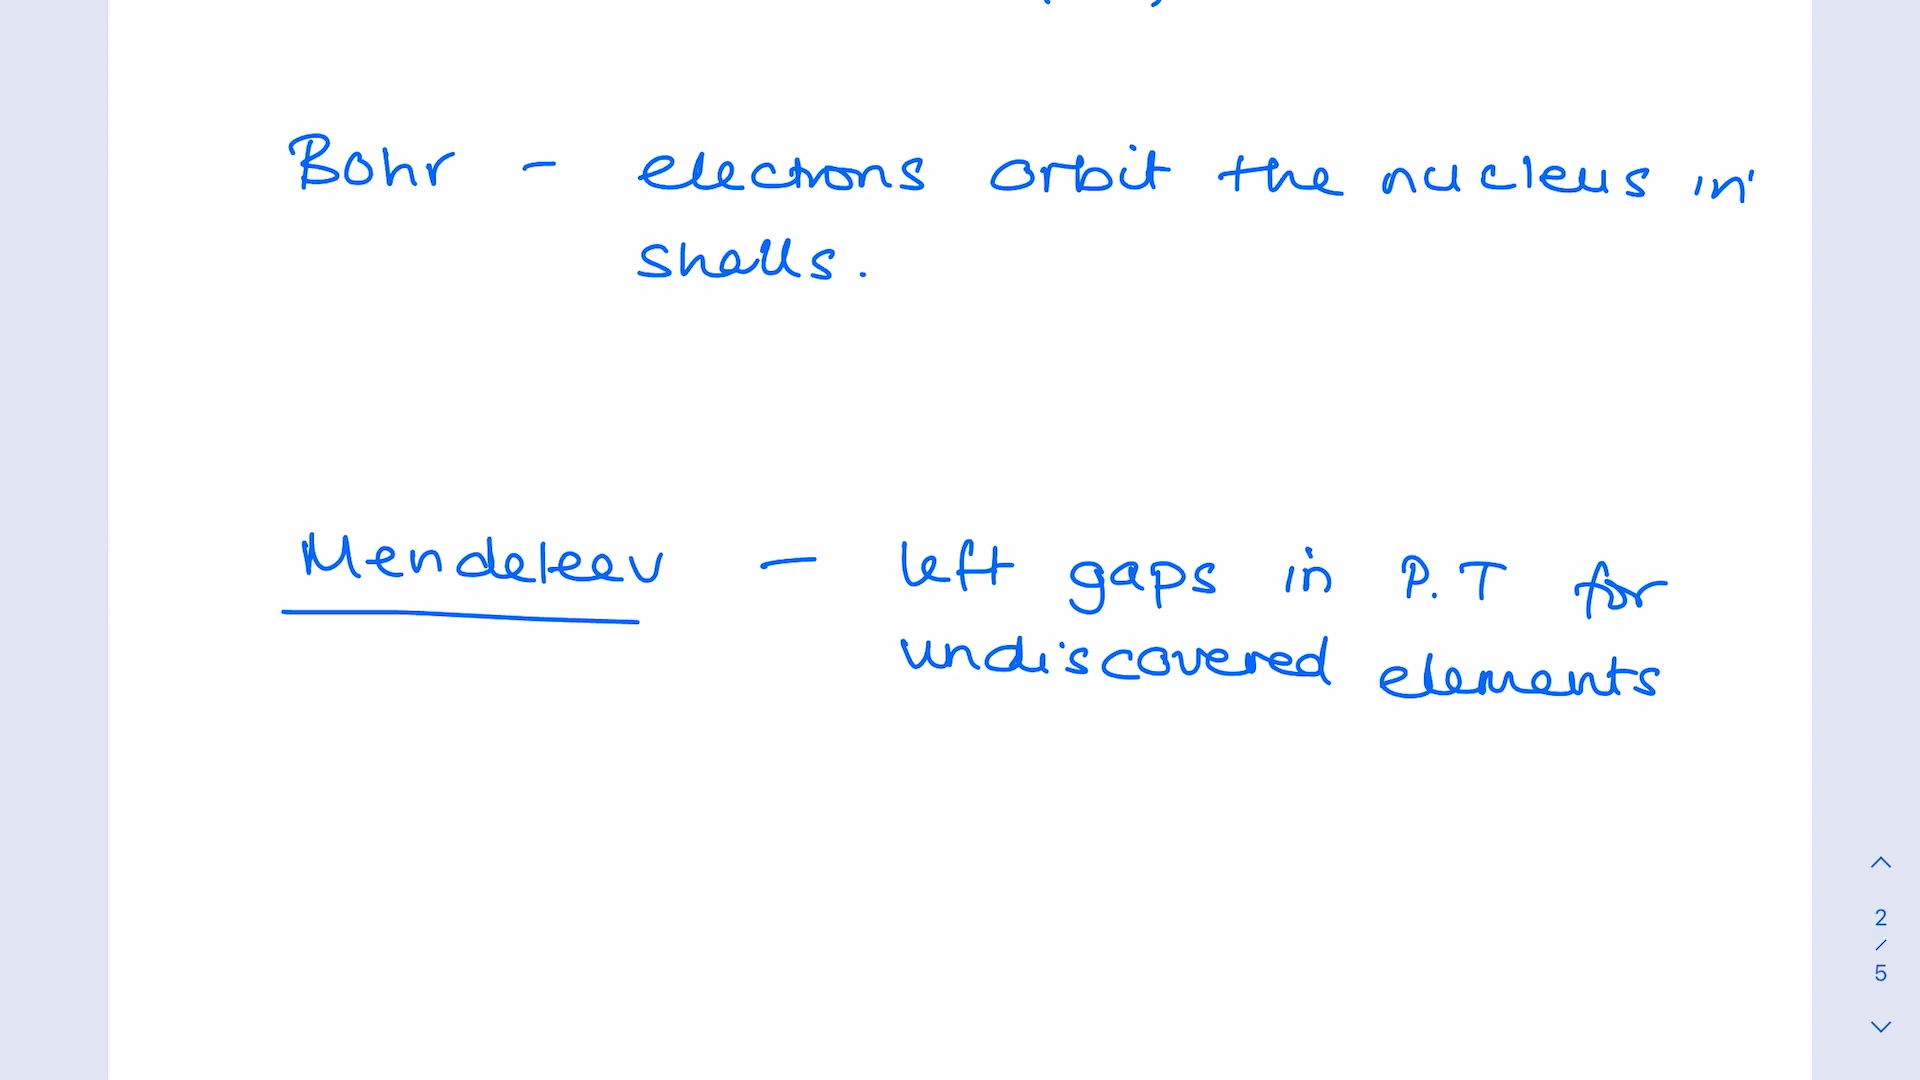 Bohr - electrons orbit the nucleus in
shells.
Mendeleev - left gaps in P.T for
undiscovered elements
2
/
5